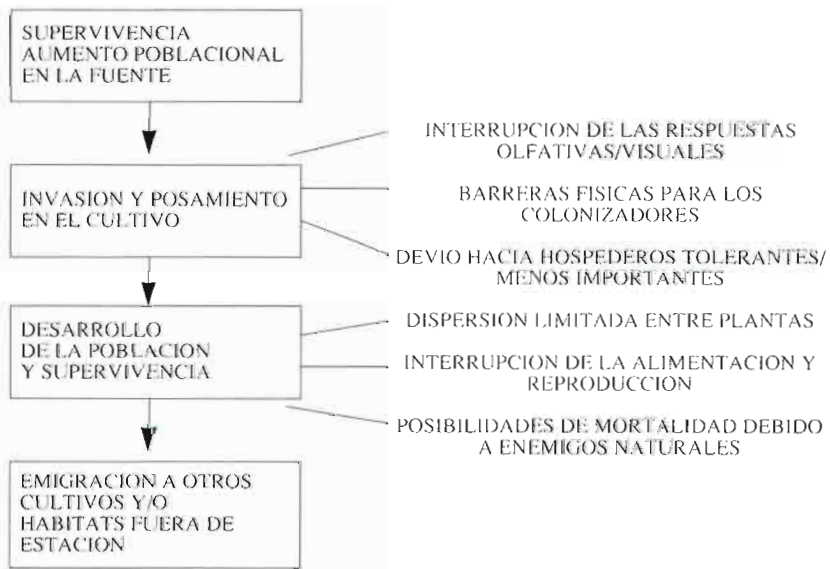 SUPERVIVENCIA
AUMENTO POBLACIONAL
EN LA FUENTE
INTERRUPCION DE LAS RESPUESTAS
OLFATIVAS/VISUALES
INVASION Y POSAMIENTO
EN EL CULTIVO
BARRERAS FISICAS PARA LOS
COLONIZADORES
DEVIO HACIA HOSPEDEROS TOLERANTES/
MENOS IMPORTANTES
DESARROLLO
DE LA POBLACION
Y SUPERVIVENCIA
DISPERSION LIMITADA ENTRE PLANTAS
INTERRUPCION DE LA ALIMENTACION Y
REPRODUCCION
POSIBILIDADES DE MORTALIDAD DEBIDO
A ENEMIGOS NATURALES
EMIGRACION A OTROS
CULTIVOS Y/O
HABITATS FUERA DE
ESTACION